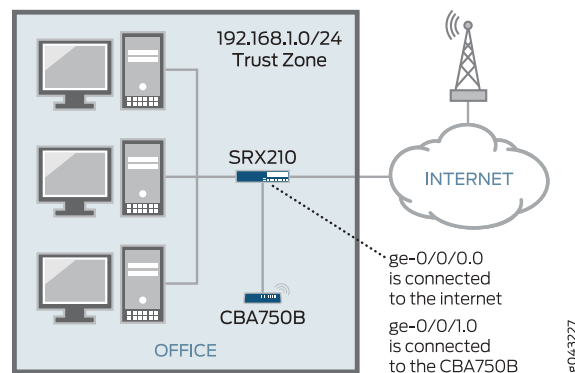 192.168.1.0/24
Trust Zone
SRX210
INTERNET
ge-0/0/0.0
is connected
to the internet
CBA750B
ge-0/0/1.0
is connected
to the CBA750B
OFFICE
g043227